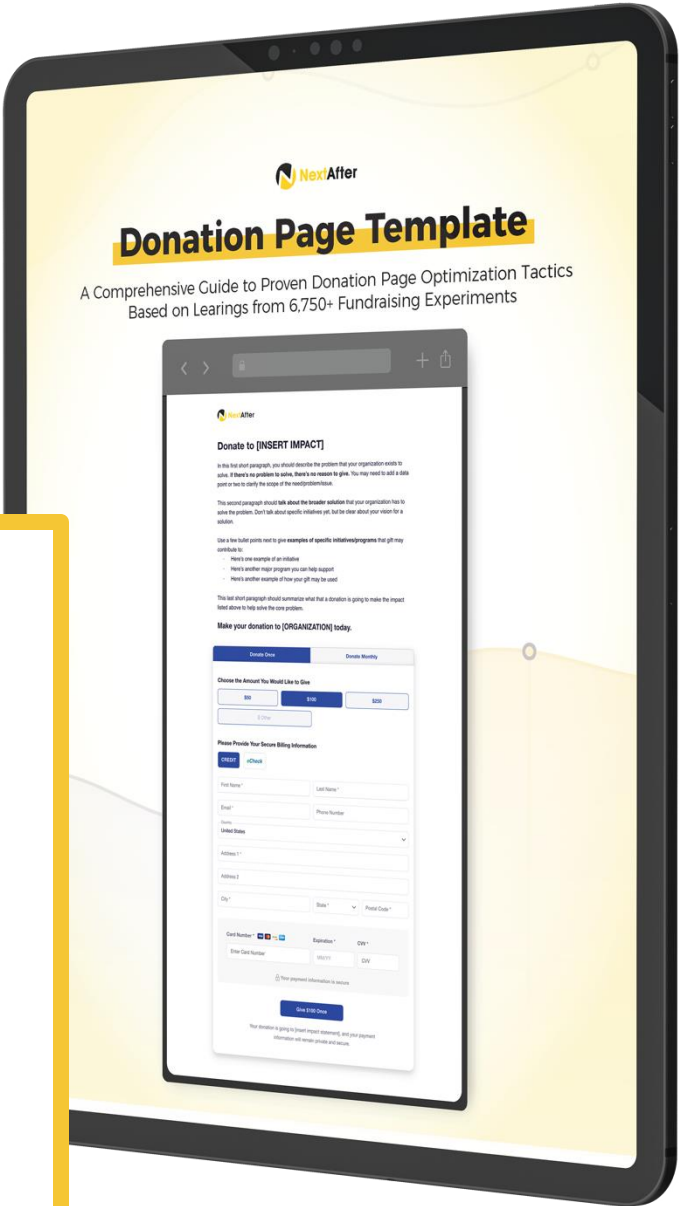 NextAfter
Donation Page Template
A Comprehensive Guide to Proven Donation Page Optimization Tactics
Based on Learings from 6,750+ Fundraising Experiments
NextAfter
Donate to [INSERT IMPACT]
In this first short paragraph, you should describe the problem that your organization exists to
solve. If there's no problem to solve, there's no reason to give. You may need to add a data
point or two to clarify the scope of the need/problem/issue.
This second paragraph should talk about the broader solution that your organization has to
solve the problem. Don't talk about specific initiatives yet, but be clear about your vision for a
solution.
Use a few bullet points next to give examples of specific initiatives/programs that gift may
contribute to:
- Here's one example of an initiative
- Here's another major program you can help support
- Here's another example of how your gift may be used
This last short paragraph should summarize what that a donation is going to make the impact
listed above to help solve the core problem.
Make your donation to [ORGANIZATION] today.
Donate Once Donate Monthly
Choose the Amount You Would Like to Give
$50 $100 $250
$ Other
Please Provide Your Secure Billing Information
CREDIT eCheck
First Name * Last Name *
Email * Phone Number
Country
United States
Address 1 *
Address 2
City * State * Postal Code *
Card Number * Expiration * CVV *
Enter Card Number MM/YY CVV
Your payment information is secure
Give $100 Once
Your donation is going to [insert impact statement], and your payment
information will remain private and secure.